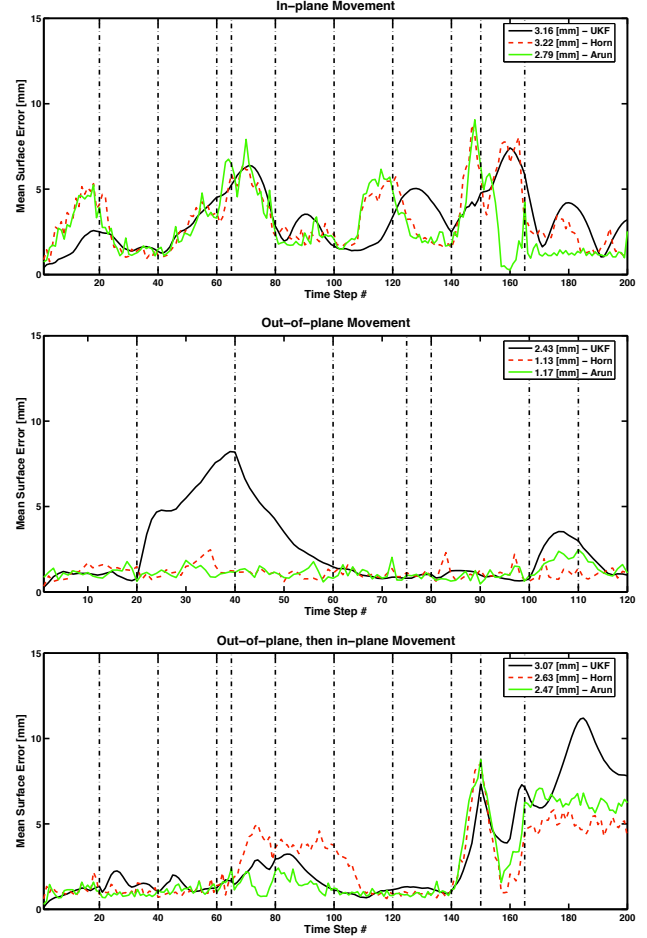 In-plane Movement
15
10
5
0
Mean Surface Error [mm]
3.16 [mm] – UKF
3.22 [mm] – Horn
2.79 [mm] – Arun
20 40 60 80 100 120 140 160 180 200
Time Step #
Out-of-plane Movement
15
10
5
0
Mean Surface Error [mm]
2.43 [mm] – UKF
1.13 [mm] – Horn
1.17 [mm] – Arun
10 20 30 40 50 60 70 80 90 100 110 120
Time Step #
Out-of-plane, then in-plane Movement
15
10
5
0
Mean Surface Error [mm]
3.07 [mm] – UKF
2.63 [mm] – Horn
2.47 [mm] – Arun
20 40 60 80 100 120 140 160 180 200
Time Step #